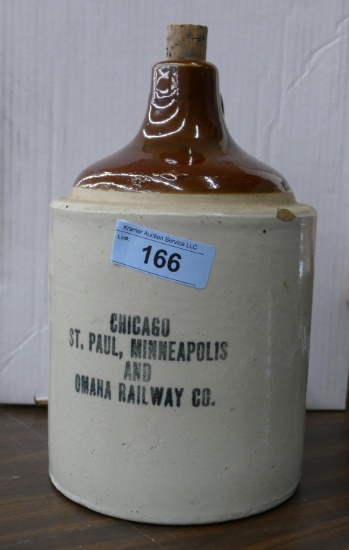 Kramer Auction Service LLC
Lot#:
166
CHICAGO
ST. PAUL, MINNEAPOLIS
AND
OMAHA RAILWAY CO.